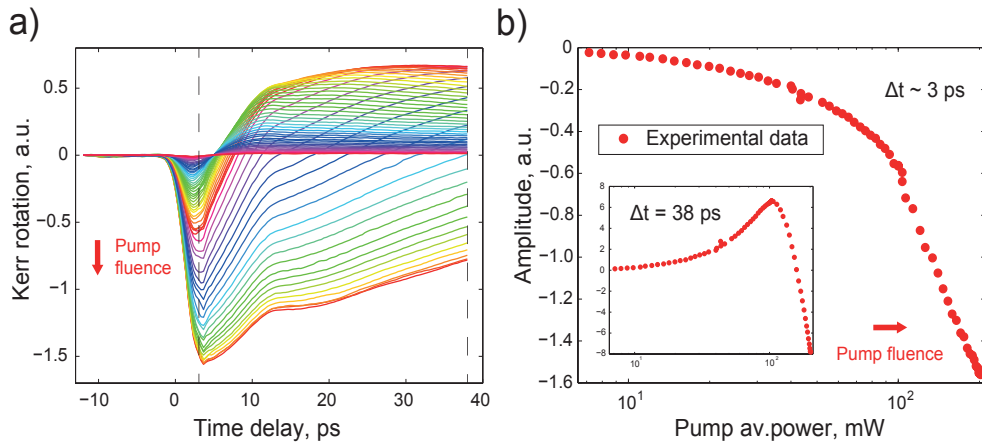 a)
Kerr rotation, a.u.
0.5
0
−0.5
−1
−1.5
Pump
fluence
−10
0
10
20
30
40
Time delay, ps
b)
Amplitude, a.u.
0
−0.2
−0.4
−0.6
−0.8
−1.0
−1.2
−1.4
−1.6
Δt ~ 3 ps
Experimental data
Δt = 38 ps
8
6
4
2
0
−2
−4
−6
−8
10¹
10²
Pump fluence
10¹
10²
Pump av.power, mW